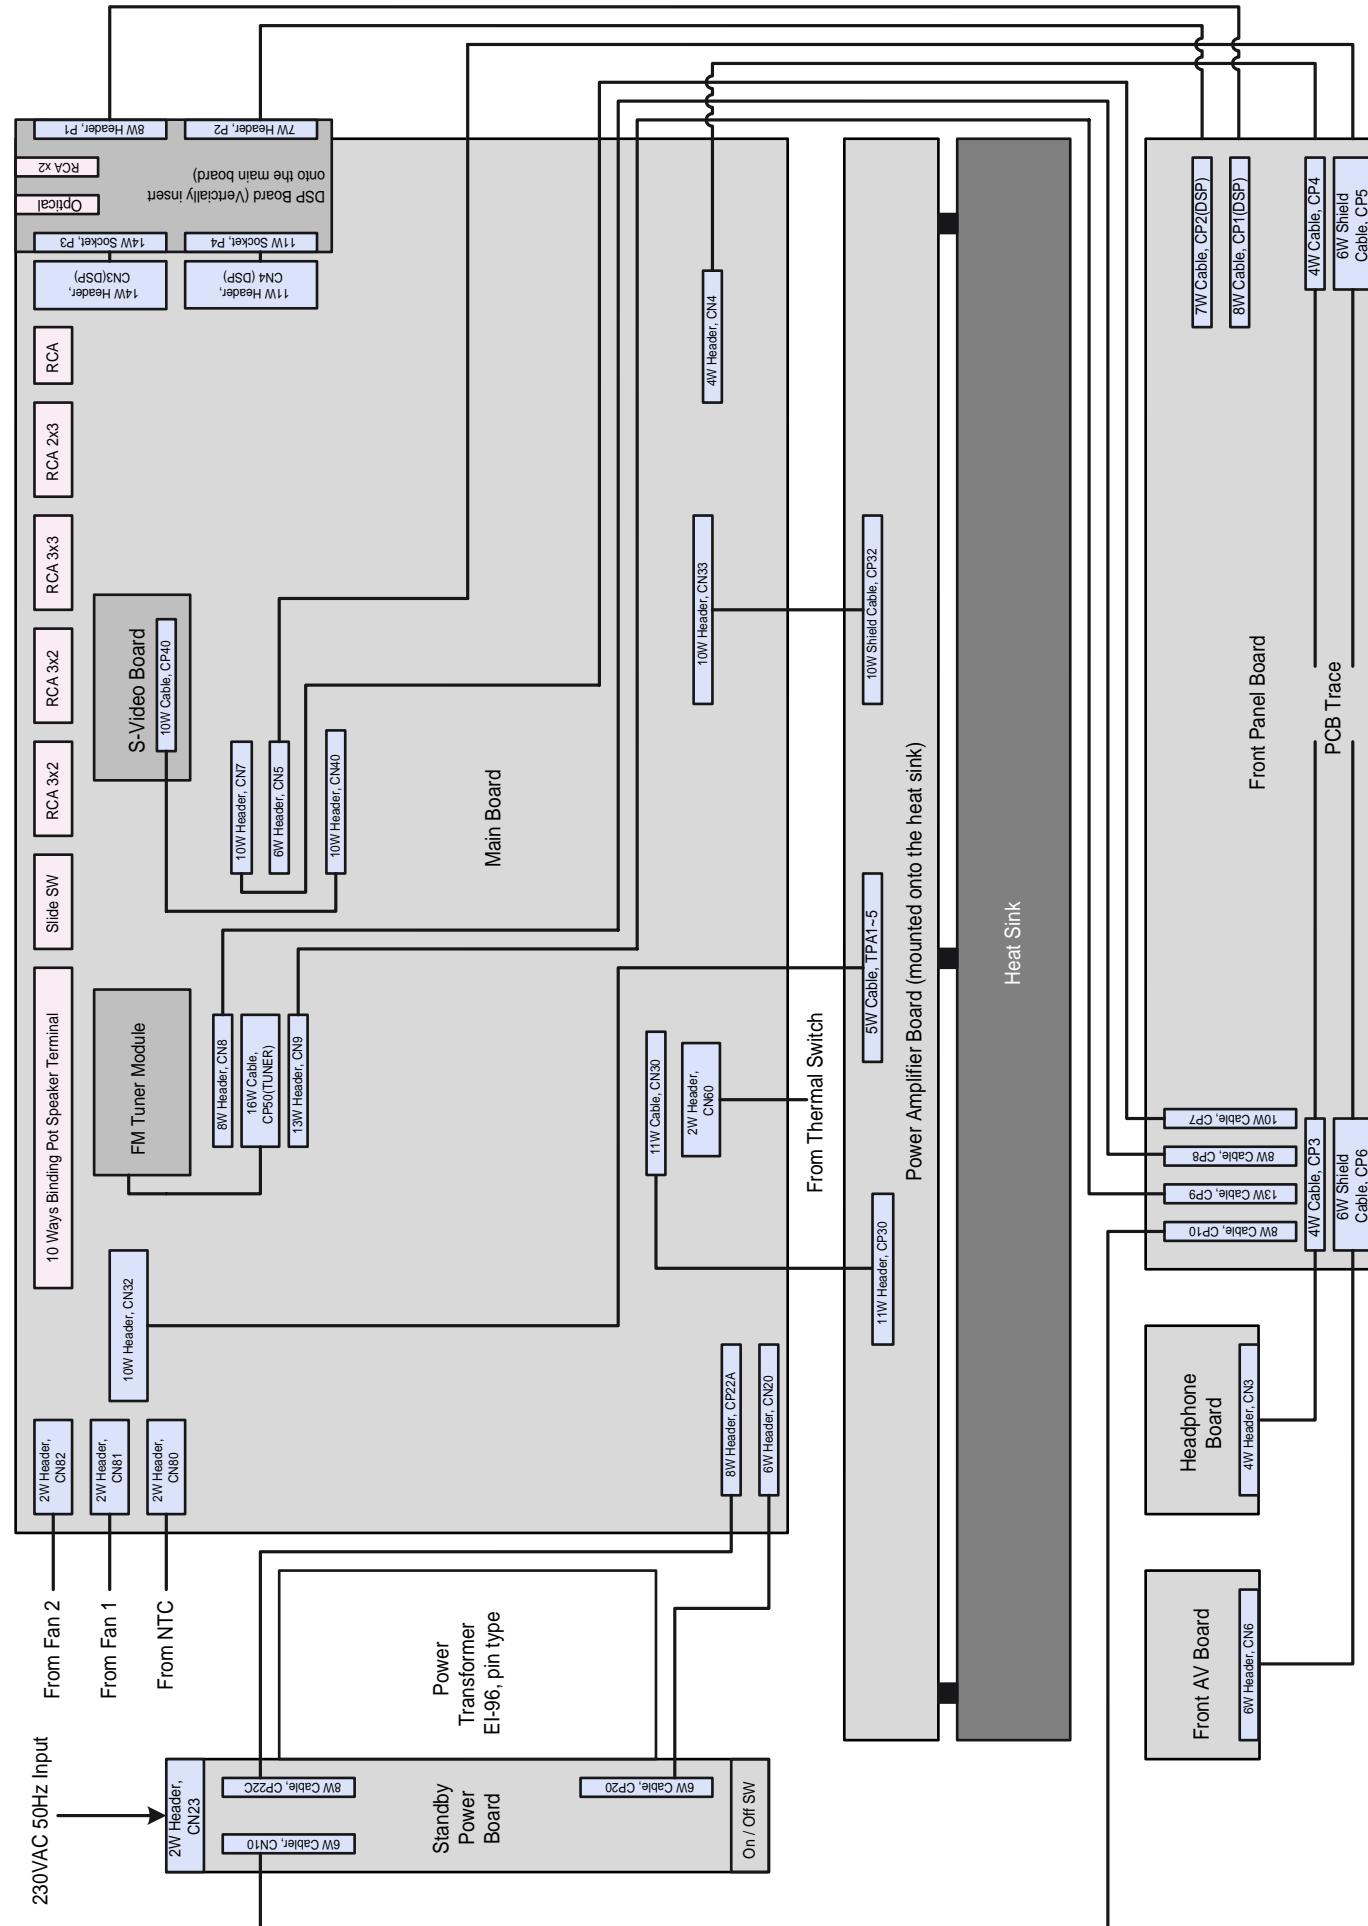 8W Header, P1
7W Header, P2
RCA x2
Optical
DSP Board (Vertcially insert
onto the main board)
14W Socket, P3
11W Socket, P4
14W Header,
CN3(DSP)
11W Header,
CN4 (DSP)
RCA
RCA 2x3
RCA 3x3
RCA 3x2
RCA 3x2
Slide SW
10 Ways Binding Pot Speaker Terminal
S-Video Board
10W Cable, CP40
10W Header, CN7
6W Header, CN5
10W Header, CN40
Main Board
4W Header, CN4
10W Header, CN33
FM Tuner Module
8W Header, CN8
16W Cable,
CP50(TUNER)
13W Header, CN9
11W Cable, CN30
2W Header,
CN60
From Thermal Switch
10W Header, CN32
2W Header,
CN82
2W Header,
CN81
2W Header,
CN80
8W Header, CP22A
6W Header, CN20
From Fan 2
From Fan 1
From NTC
230VAC 50Hz Input
Power
Transformer
EI-96, pin type
2W Header,
CN23
8W Cable, CP22C
6W Cabler, CN10
6W Cable, CP20
Standby
Power
Board
On / Off SW
10W Shield Cable, CP32
5W Cable, TPA1~5
11W Header, CP30
Power Amplifier Board (mounted onto the heat sink)
Heat Sink
7W Cable, CP2(DSP)
8W Cable, CP1(DSP)
4W Cable, CP4
6W Shield
Cable, CP5
Front Panel Board
PCB Trace
10W Cable, CP7
8W Cable, CP8
13W Cable, CP9
8W Cable, CP10
4W Cable, CP3
6W Shield
Cable, CP6
Headphone
Board
4W Header, CN3
Front AV Board
6W Header, CN6